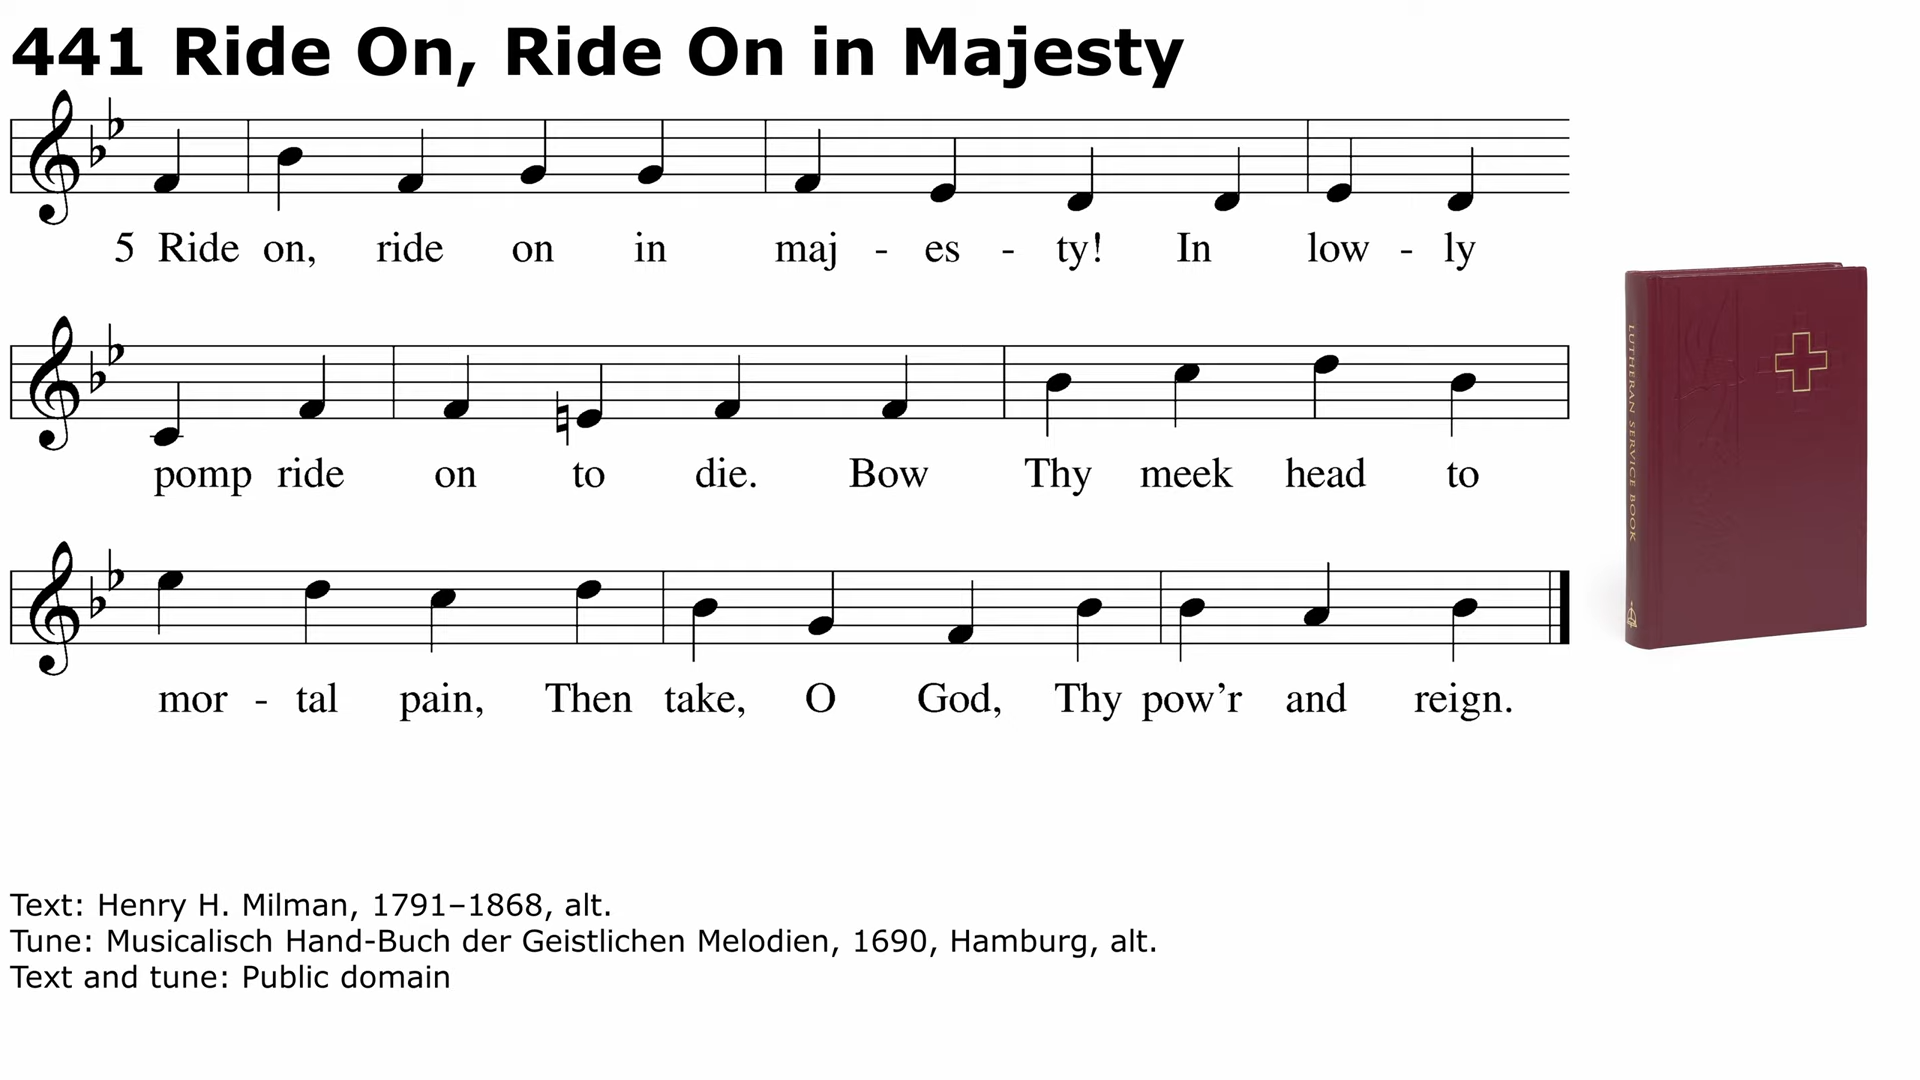 441 Ride On, Ride On in Majesty
5 Ride on, ride on in maj - es - ty! In low - ly
pomp ride on to die. Bow Thy meek head to
mor - tal pain, Then take, O God, Thy pow’r and reign.
LUTHERAN SERVICE BOOK
Text: Henry H. Milman, 1791–1868, alt.
Tune: Musicalisch Hand-Buch der Geistlichen Melodien, 1690, Hamburg, alt.
Text and tune: Public domain